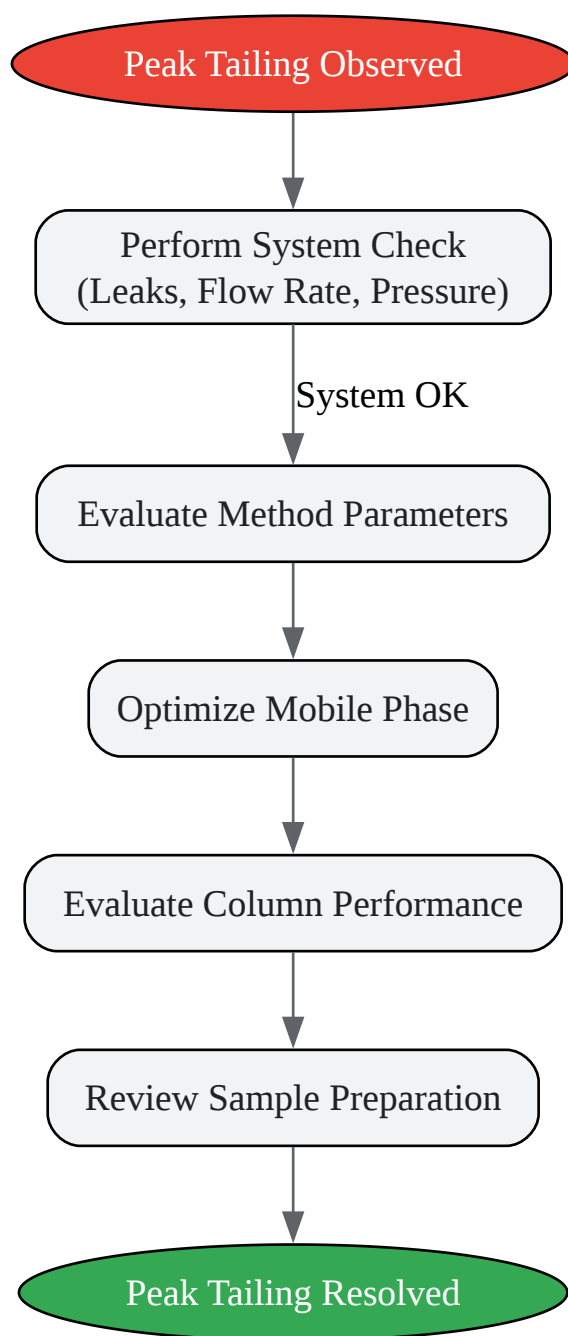 Peak Tailing Observed
Perform System Check
(Leaks, Flow Rate, Pressure)
System OK
Evaluate Method Parameters
Optimize Mobile Phase
Evaluate Column Performance
Review Sample Preparation
Peak Tailing Resolved